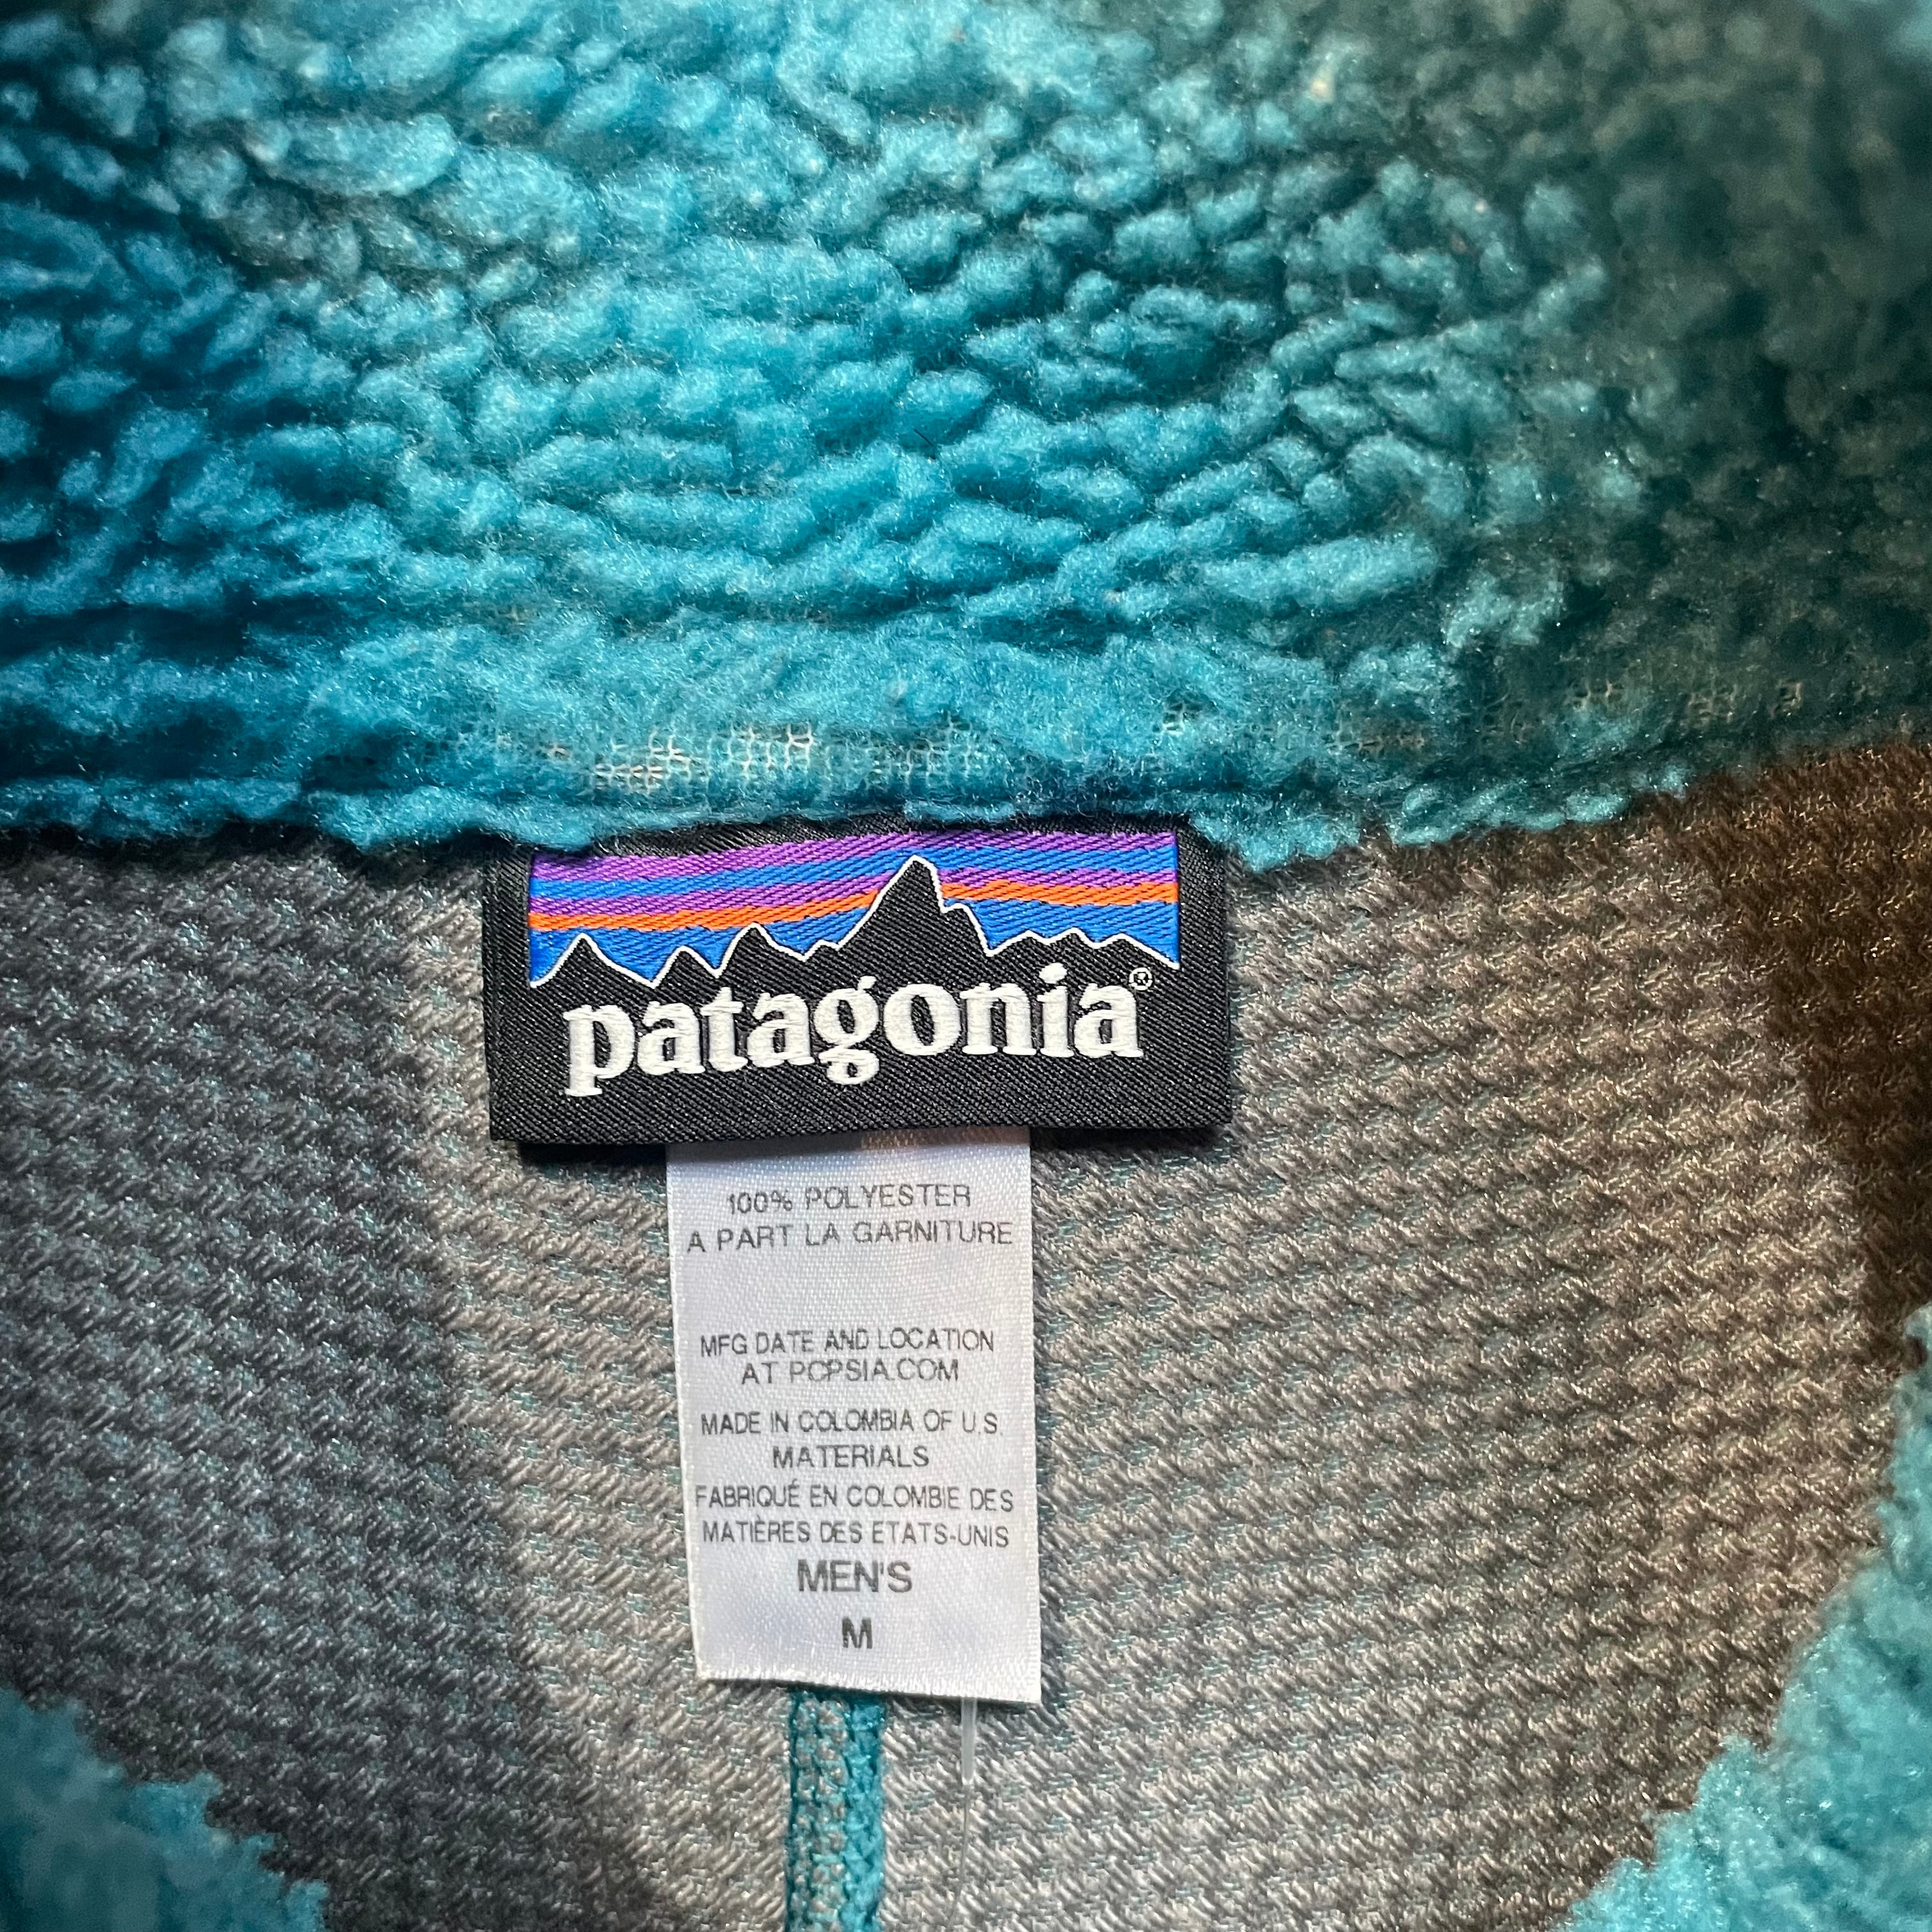 patagonia®
100% POLYESTER
A PART LA GARNITURE
MFG DATE AND LOCATION
AT PCPSIA.COM
MADE IN COLOMBIA OF U.S.
MATERIALS
FABRIQUÉ EN COLOMBIE DES
MATIÈRES DES ETATS-UNIS
MEN'S
M